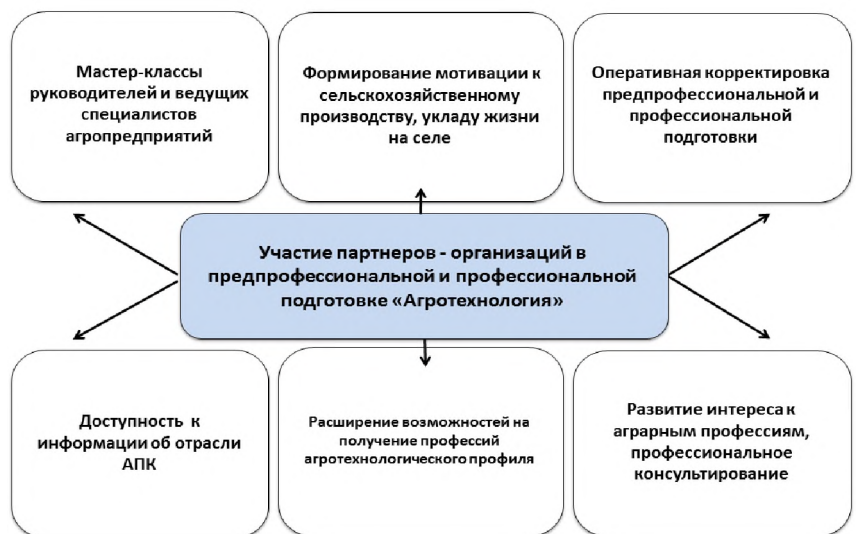 Мастер-классы
руководителей и ведущих
специалистов
агропредприятий
Формирование мотивации к
сельскохозяйственному
производству, укладу жизни
на селе
Оперативная корректировка
предпрофессиональной и
профессиональной
подготовки
Участие партнеров - организаций в
предпрофессиональной и профессиональной
подготовке «Агротехнология»
Доступность к
информации об отрасли
АПК
Расширение возможностей на
получение профессий
агротехнологического профиля
Развитие интереса к
аграрным профессиям,
профессиональное
консультирование